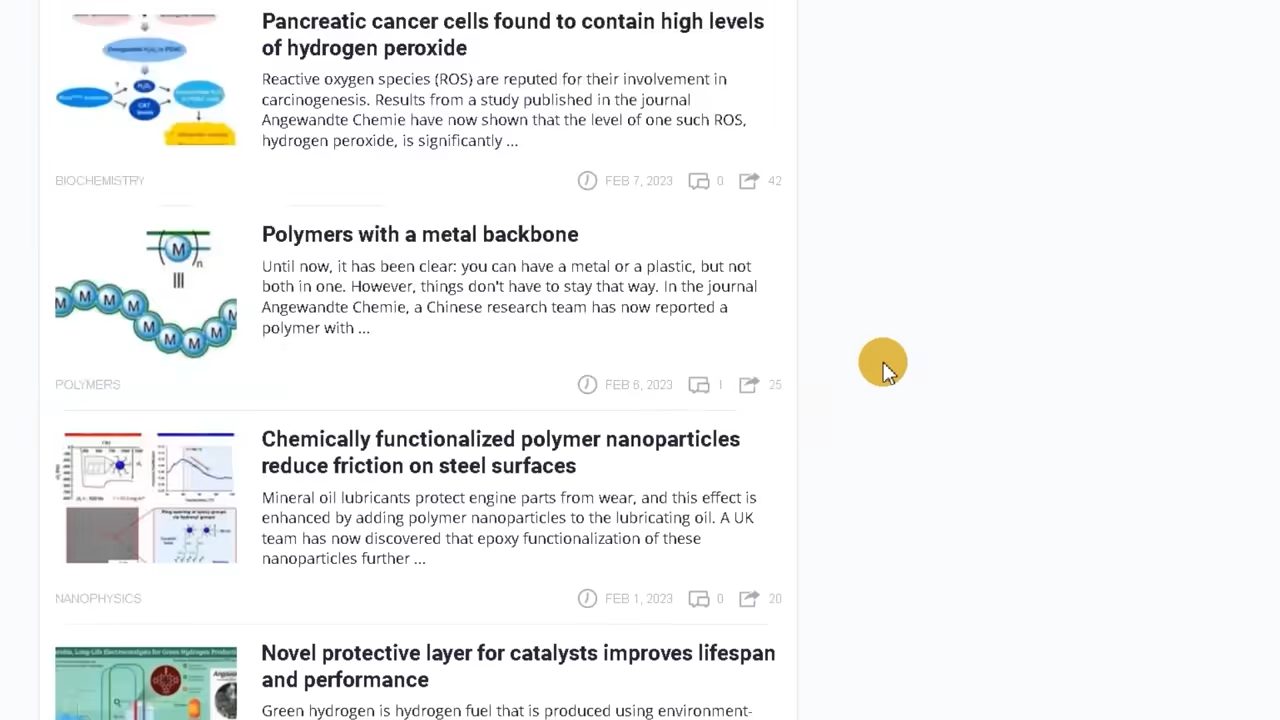 Pancreatic cancer cells found to contain high levels
of hydrogen peroxide
Reactive oxygen species (ROS) are reputed for their involvement in
carcinogenesis. Results from a study published in the journal
Angewandte Chemie have now shown that the level of one such ROS,
hydrogen peroxide, is significantly ...
BIOCHEMISTRY
FEB 7, 2023 0 42
M
n
M M M M M M M M M
Polymers with a metal backbone
Until now, it has been clear: you can have a metal or a plastic, but not
both in one. However, things don't have to stay that way. In the journal
Angewandte Chemie, a Chinese research team has now reported a
polymer with ...
POLYMERS
FEB 6, 2023 1 25
Chemically functionalized polymer nanoparticles
reduce friction on steel surfaces
Mineral oil lubricants protect engine parts from wear, and this effect is
enhanced by adding polymer nanoparticles to the lubricating oil. A UK
team has now discovered that epoxy functionalization of these
nanoparticles further ...
NANOPHYSICS
FEB 1, 2023 0 20
Novel protective layer for catalysts improves lifespan
and performance
Green hydrogen is hydrogen fuel that is produced using environment-